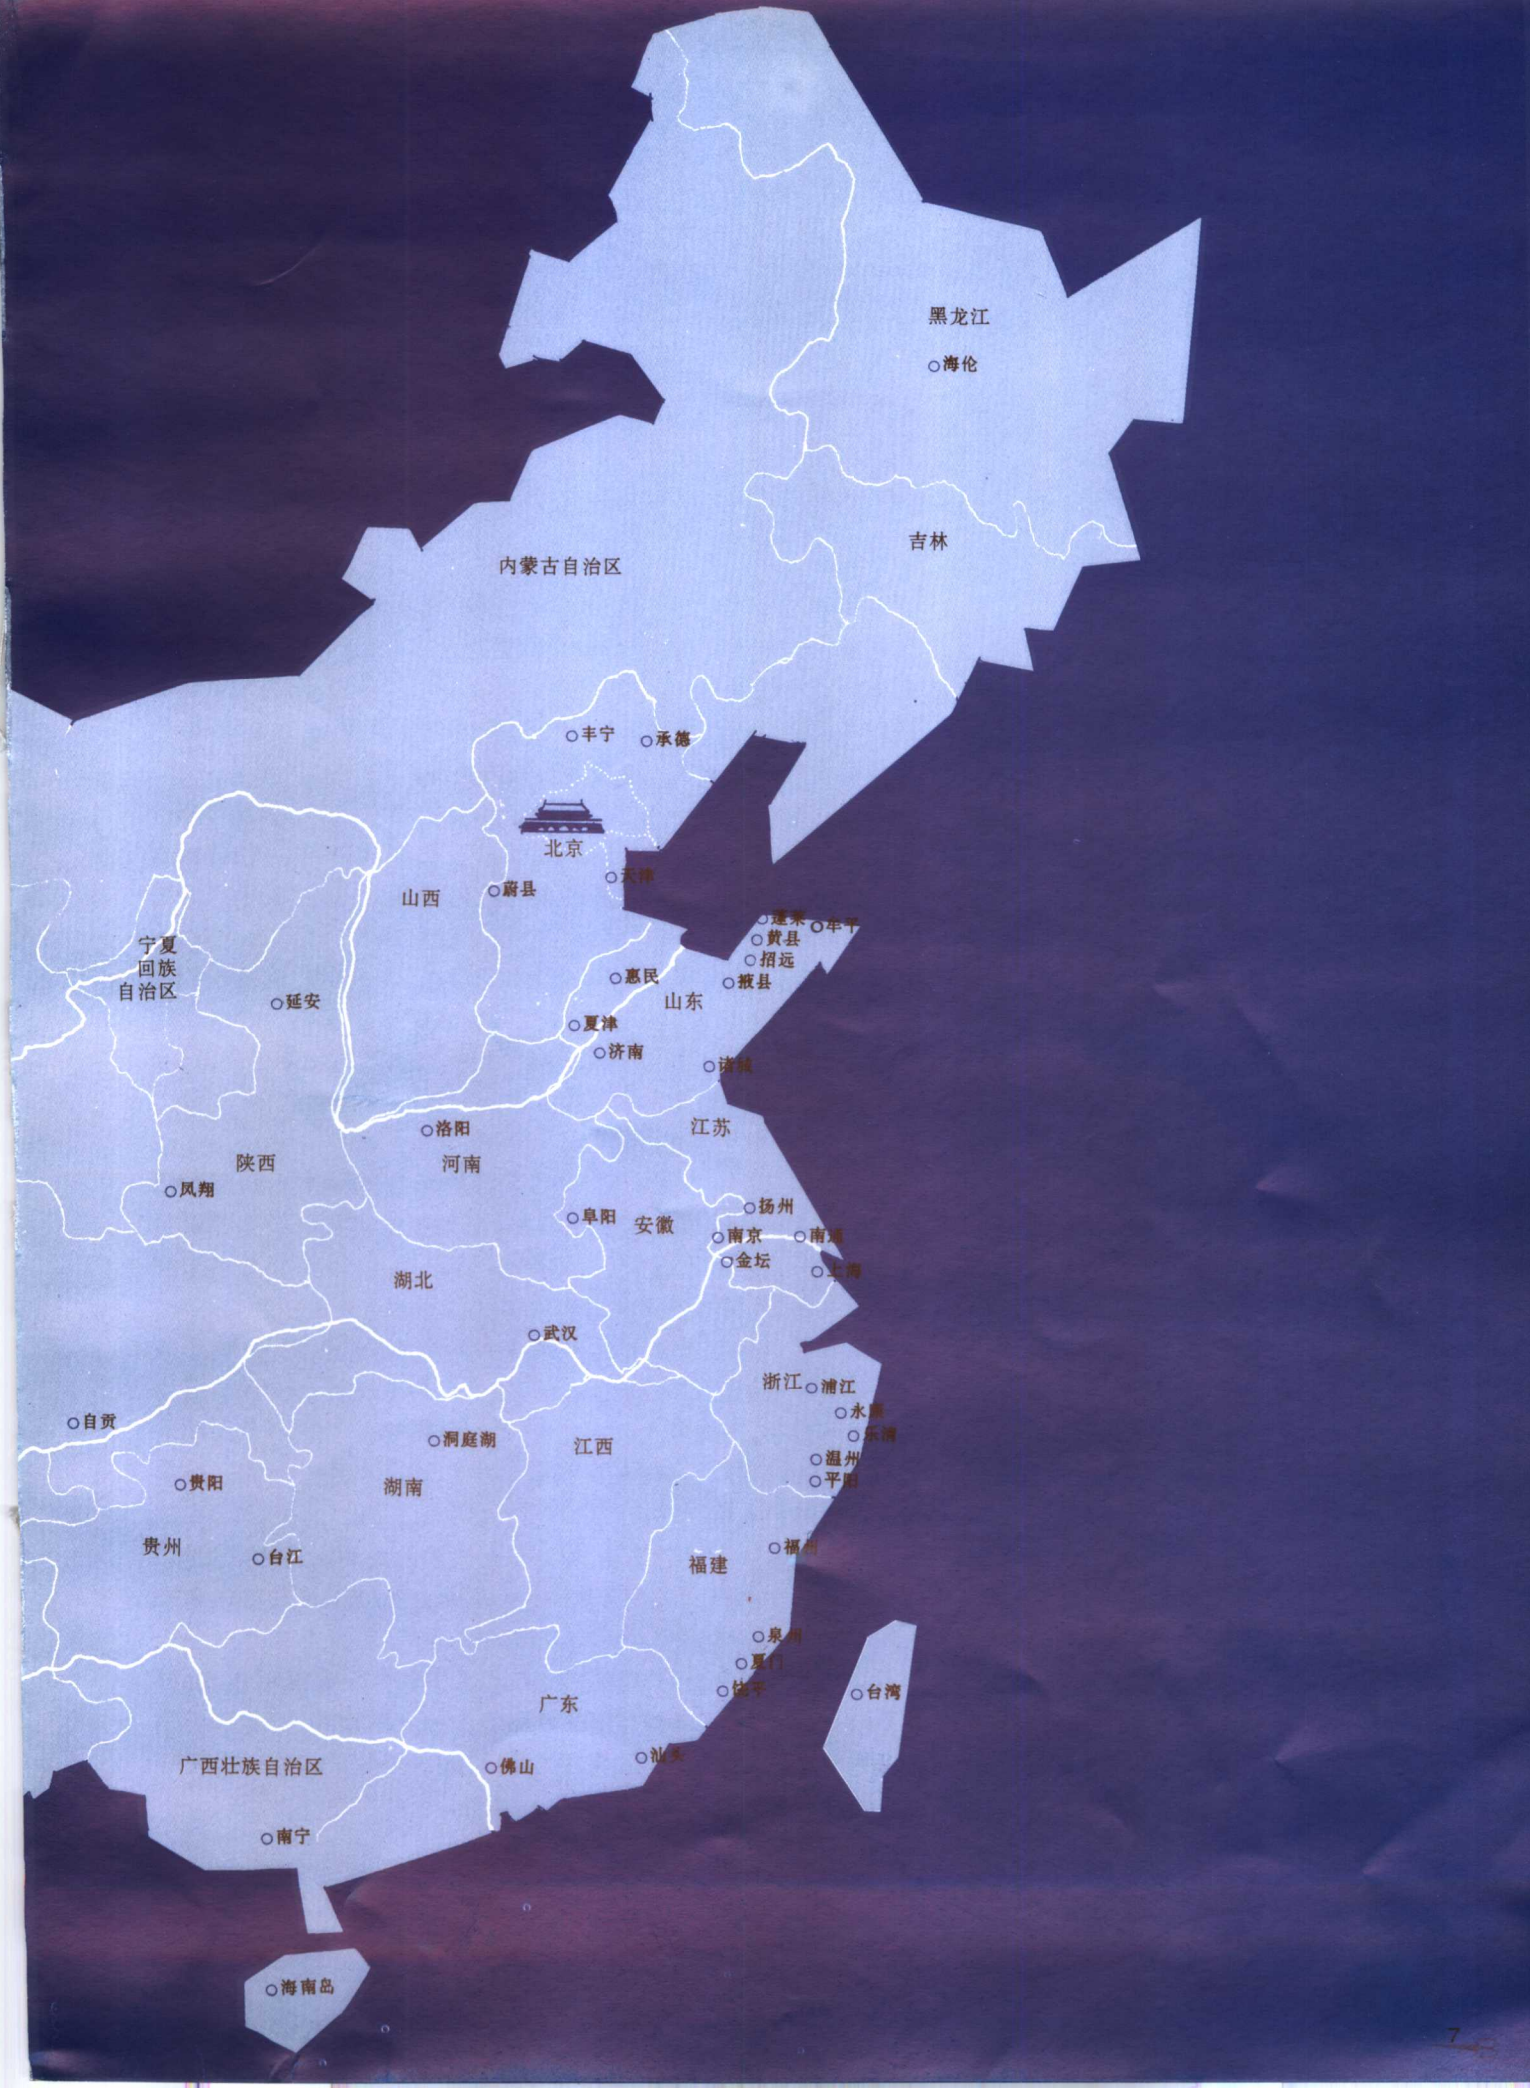 黑龙江
海伦
吉林
内蒙古自治区
丰宁
承德
北京
天津
山西
蔚县
蓬莱
牟平
黄县
宁夏
回族
自治区
招远
惠民
掖县
延安
山东
夏津
济南
诸城
江苏
洛阳
陕西
河南
凤翔
扬州
阜阳
安徽
南京
南通
金坛
上海
湖北
武汉
浙江
浦江
永康
自贡
乐清
洞庭湖
江西
温州
贵阳
湖南
平阳
贵州
福州
台江
福建
泉州
厦门
饶平
台湾
广东
汕头
广西壮族自治区
佛山
南宁
海南岛
7